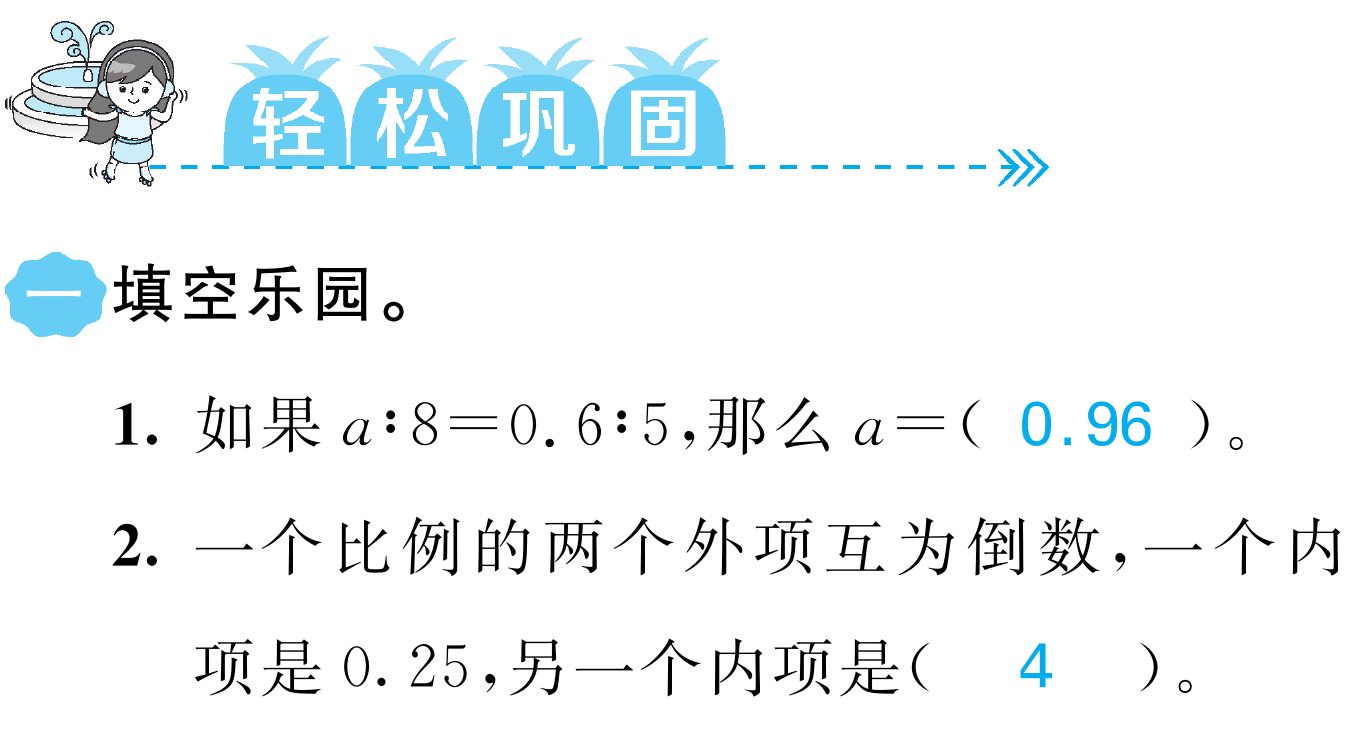 轻松巩固
一 填空乐园。
1. 如果 a∶8=0.6∶5,那么 a=( 0.96 )。
2. 一个比例的两个外项互为倒数,一个内
项是 0.25,另一个内项是( 4 )。